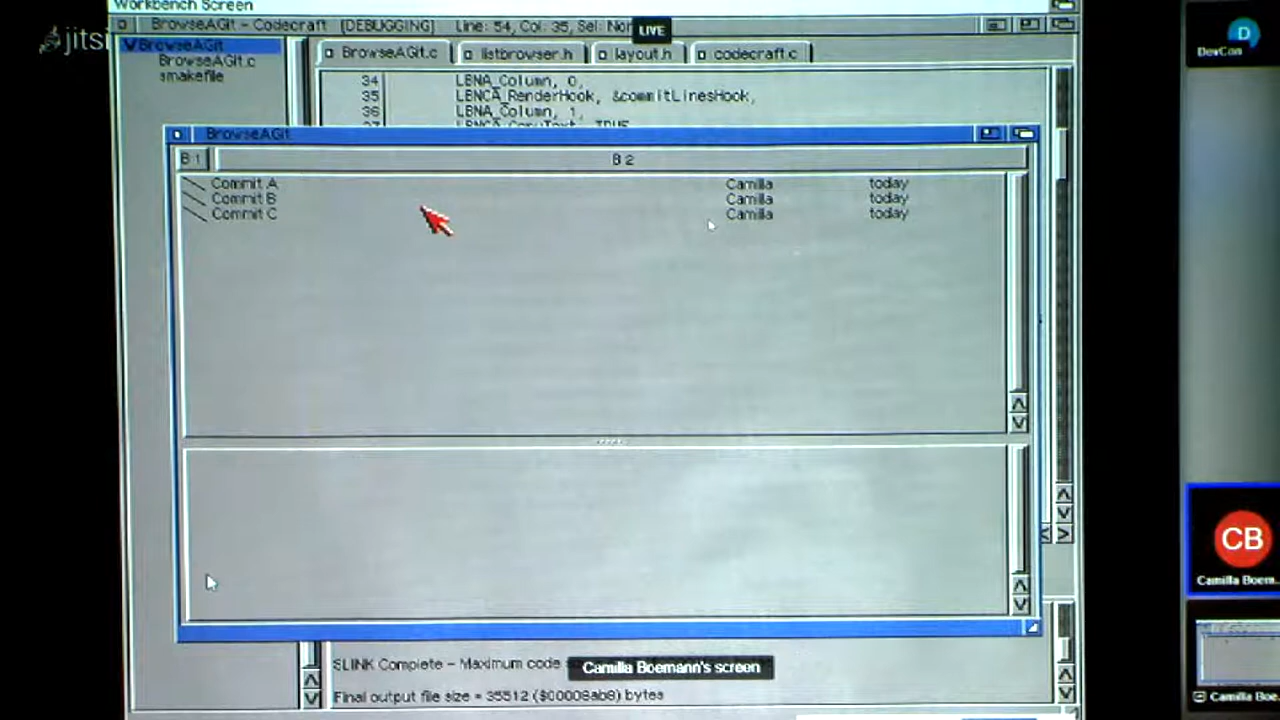 Workbench Screen
BrowseAGit - Codecraft [DEBUGGING] Line: 54, Col: 35, Sel:
LIVE
jitsi
D
DevCon
BrowseAGit
BrowseAGit.c
smakefile
BrowseAGit.c
listbrowser.h
layout.h
codecraft.c
34 LBNA_Column, 0,
35 LBNCA_RenderHook, &commitLinesHook,
36 LBNA_Column, 1,
BrowseAGit
B 1
B 2
Commit A Camilla today
Commit B Camilla today
Commit C Camilla today
CB
Camilla Boem...
SLINK Complete - Maximum code
Camilla Boemann's screen
Final output file size = 35512 ($00008ab8) bytes
Camilla Boe...